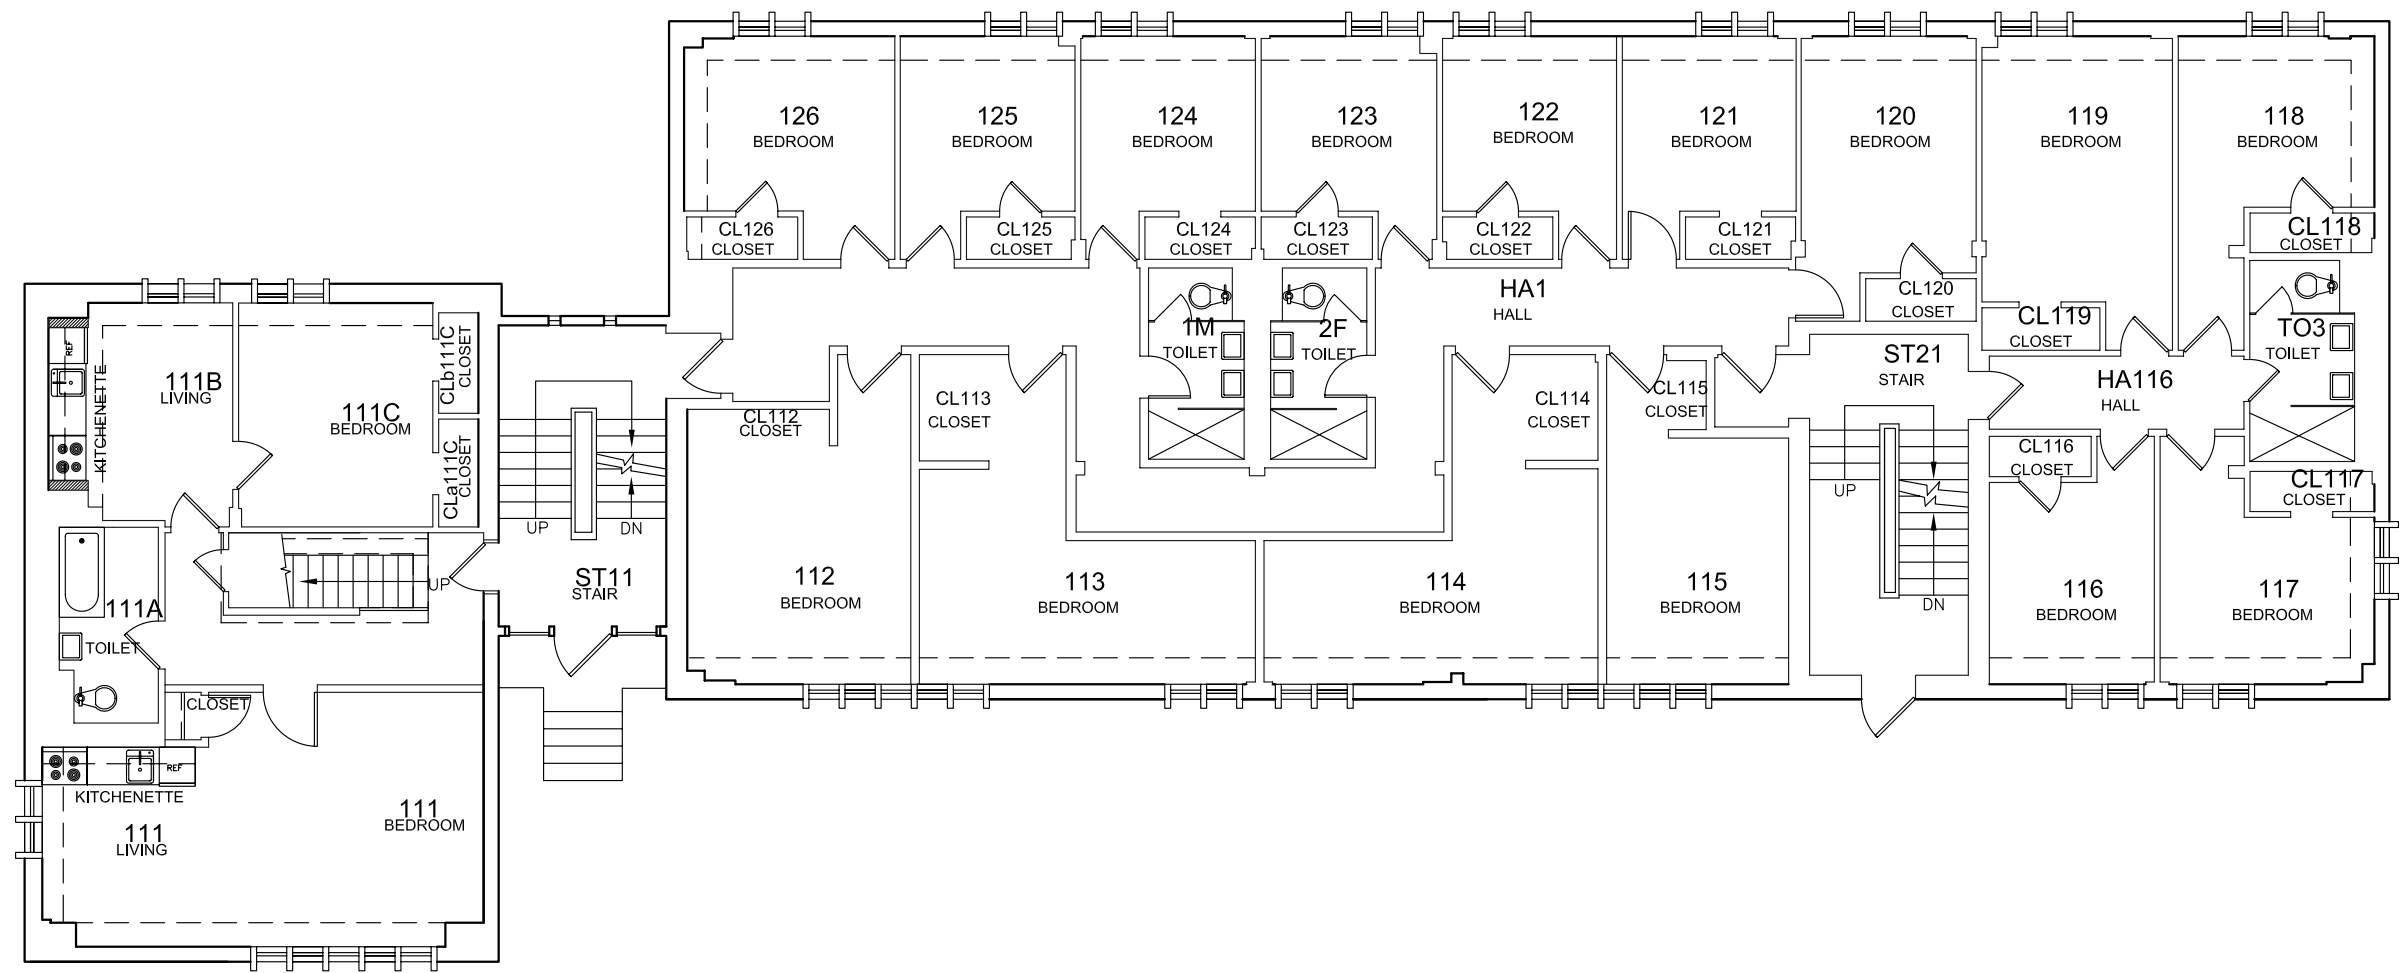 126
BEDROOM
125
BEDROOM
124
BEDROOM
123
BEDROOM
122
BEDROOM
121
BEDROOM
120
BEDROOM
119
BEDROOM
118
BEDROOM
CL126
CLOSET
CL125
CLOSET
CL124
CLOSET
CL123
CLOSET
CL122
CLOSET
CL121
CLOSET
CL118
CLOSET
CL120
CLOSET
CL119
CLOSET
HA1
HALL
1M
TOILET
2F
TOILET
TO3
TOILET
ST21
STAIR
HA116
HALL
REF
KITCHENETTE
111B
LIVING
111C
BEDROOM
CLb111C
CLOSET
CLa11C
CLOSET
CL112
CLOSET
CL113
CLOSET
CL114
CLOSET
CL115
CLOSET
CL116
CLOSET
CL117
CLOSET
UP
DN
UP
DN
UP
ST11
STAIR
111A
TOILET
112
BEDROOM
113
BEDROOM
114
BEDROOM
115
BEDROOM
116
BEDROOM
117
BEDROOM
CLOSET
REF
KITCHENETTE
111
LIVING
111
BEDROOM